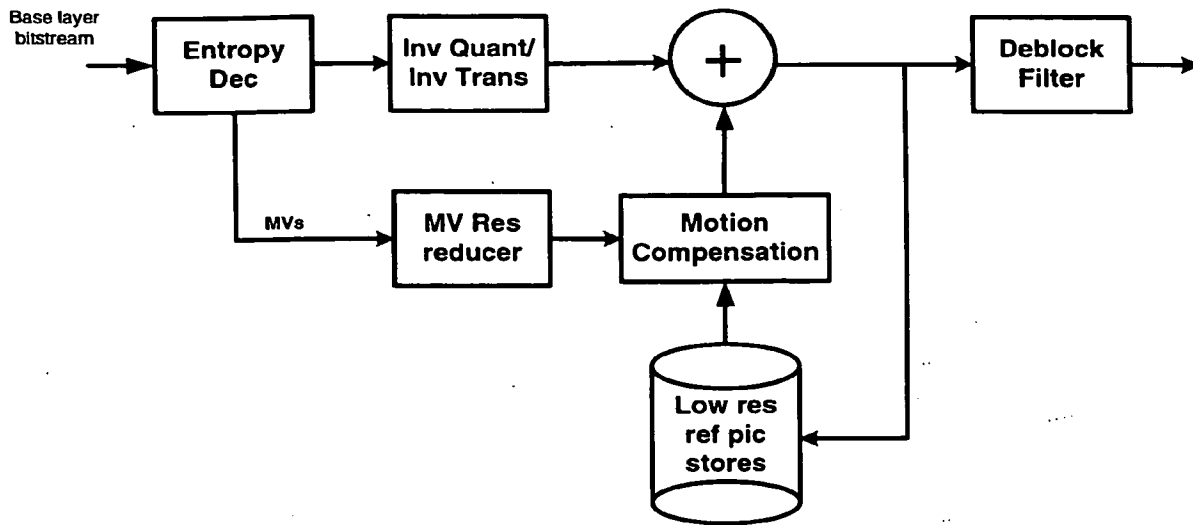 Base layer
bitstream
Entropy
Dec
Inv Quant/
Inv Trans
+
Deblock
Filter
MVs
MV Res
reducer
Motion
Compensation
Low res
ref pic
stores